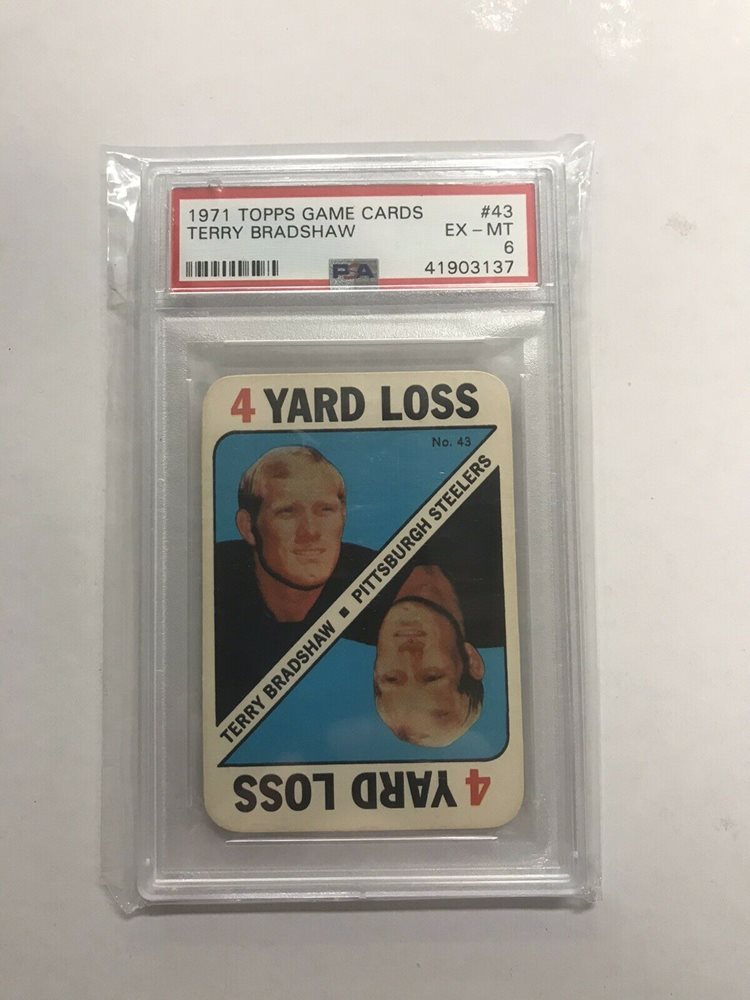 1971 TOPPS GAME CARDS #43
TERRY BRADSHAW EX – MT
6
PSA 41903137
4 YARD LOSS
No. 43
TERRY BRADSHAW ■ PITTSBURGH STEELERS
4 YARD LOSS